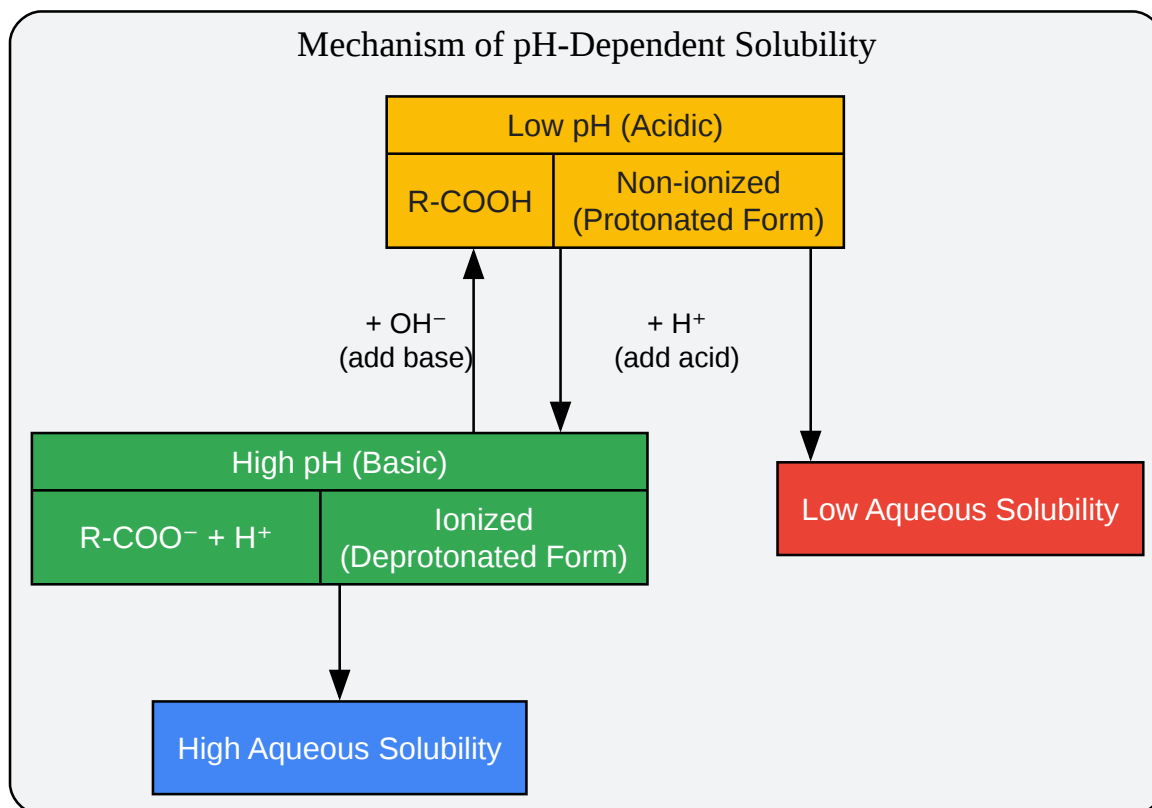 Mechanism of pH-Dependent Solubility
Low pH (Acidic)
R-COOH
Non-ionized
(Protonated Form)
+ OH⁻
(add base)
+ H⁺
(add acid)
High pH (Basic)
R-COO⁻ + H⁺
Ionized
(Deprotonated Form)
Low Aqueous Solubility
High Aqueous Solubility